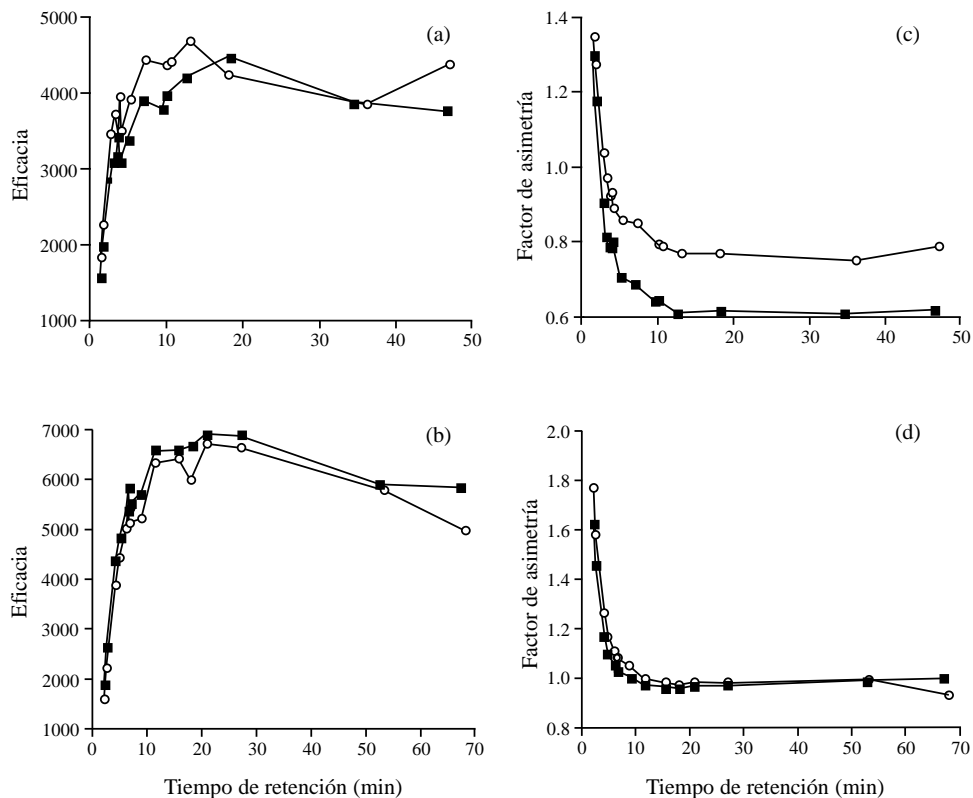 (a)
5000
4000
3000
2000
1000
Eficacia
0 10 20 30 40 50
(c)
1.4
1.2
1.0
0.8
0.6
Factor de asimetría
0 10 20 30 40 50
(b)
7000
6000
5000
4000
3000
2000
1000
Eficacia
0 10 20 30 40 50 60 70
Tiempo de retención (min)
(d)
2.0
1.8
1.6
1.4
1.2
1.0
0.8
Factor de asimetría
0 10 20 30 40 50 60 70
Tiempo de retención (min)